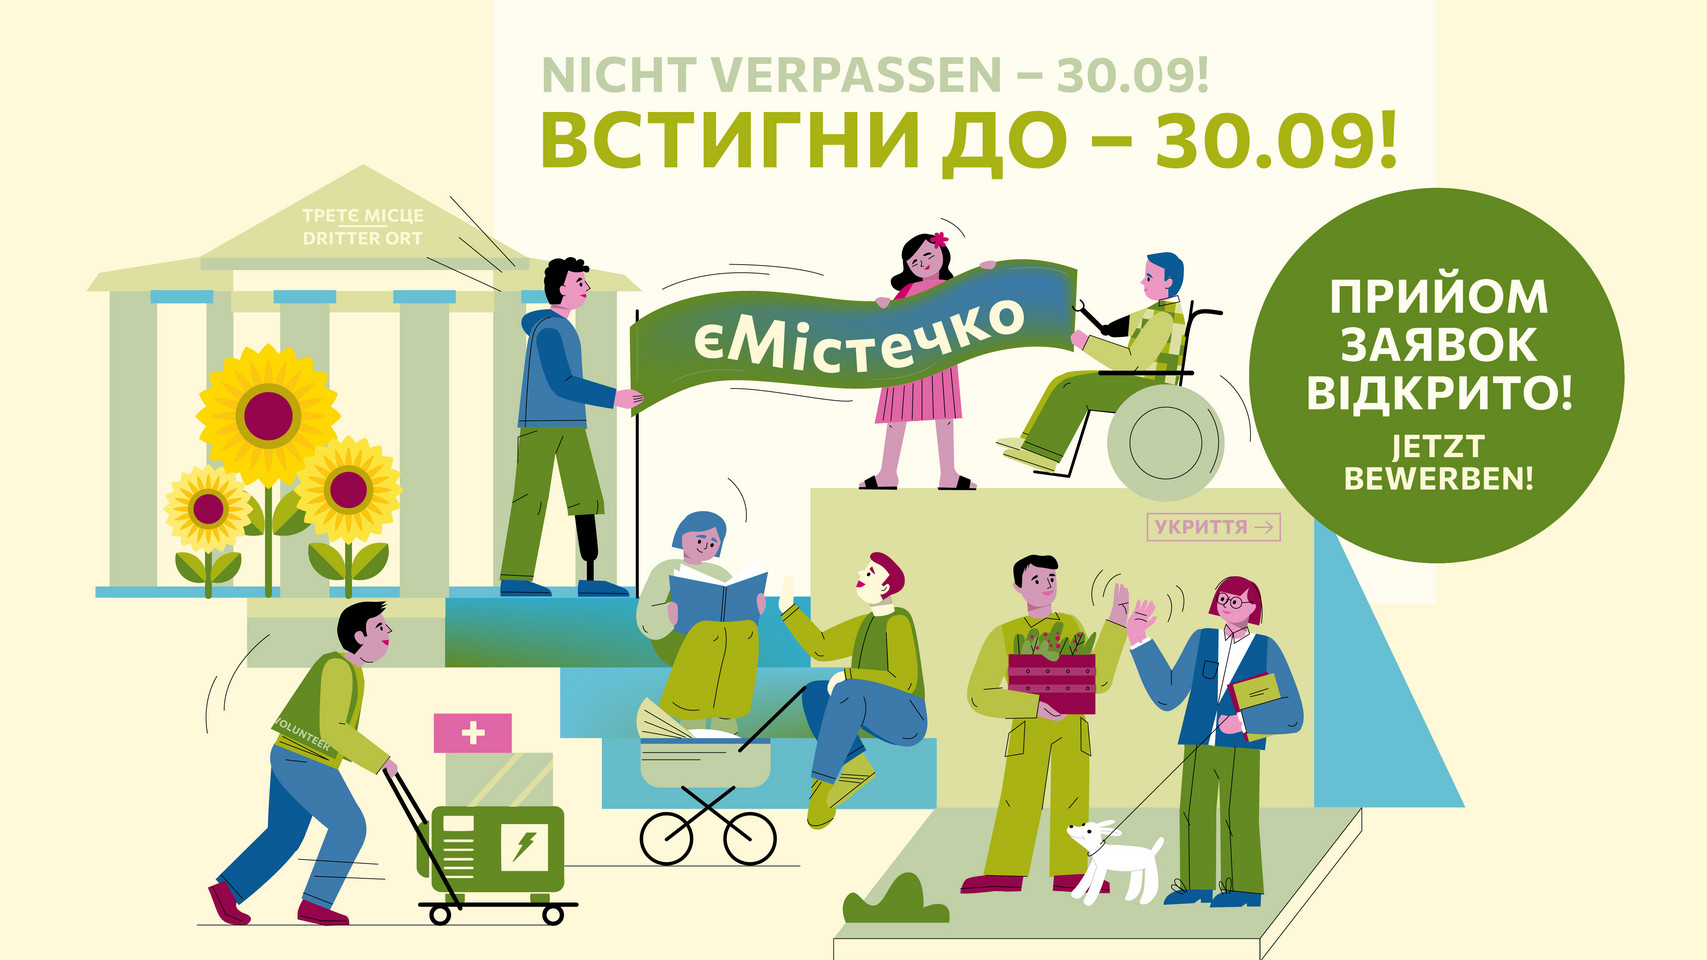 NICHT VERPASSEN – 30.09!
ВСТИГНИ ДО – 30.09!
ТРЕТЄ МІСЦЕ
DRITTER ORT
єМістечко
ПРИЙОМ
ЗАЯВОК
ВІДКРИТО!
JETZT
BEWERBEN!
УКРИТТЯ →
VOLUNTEER